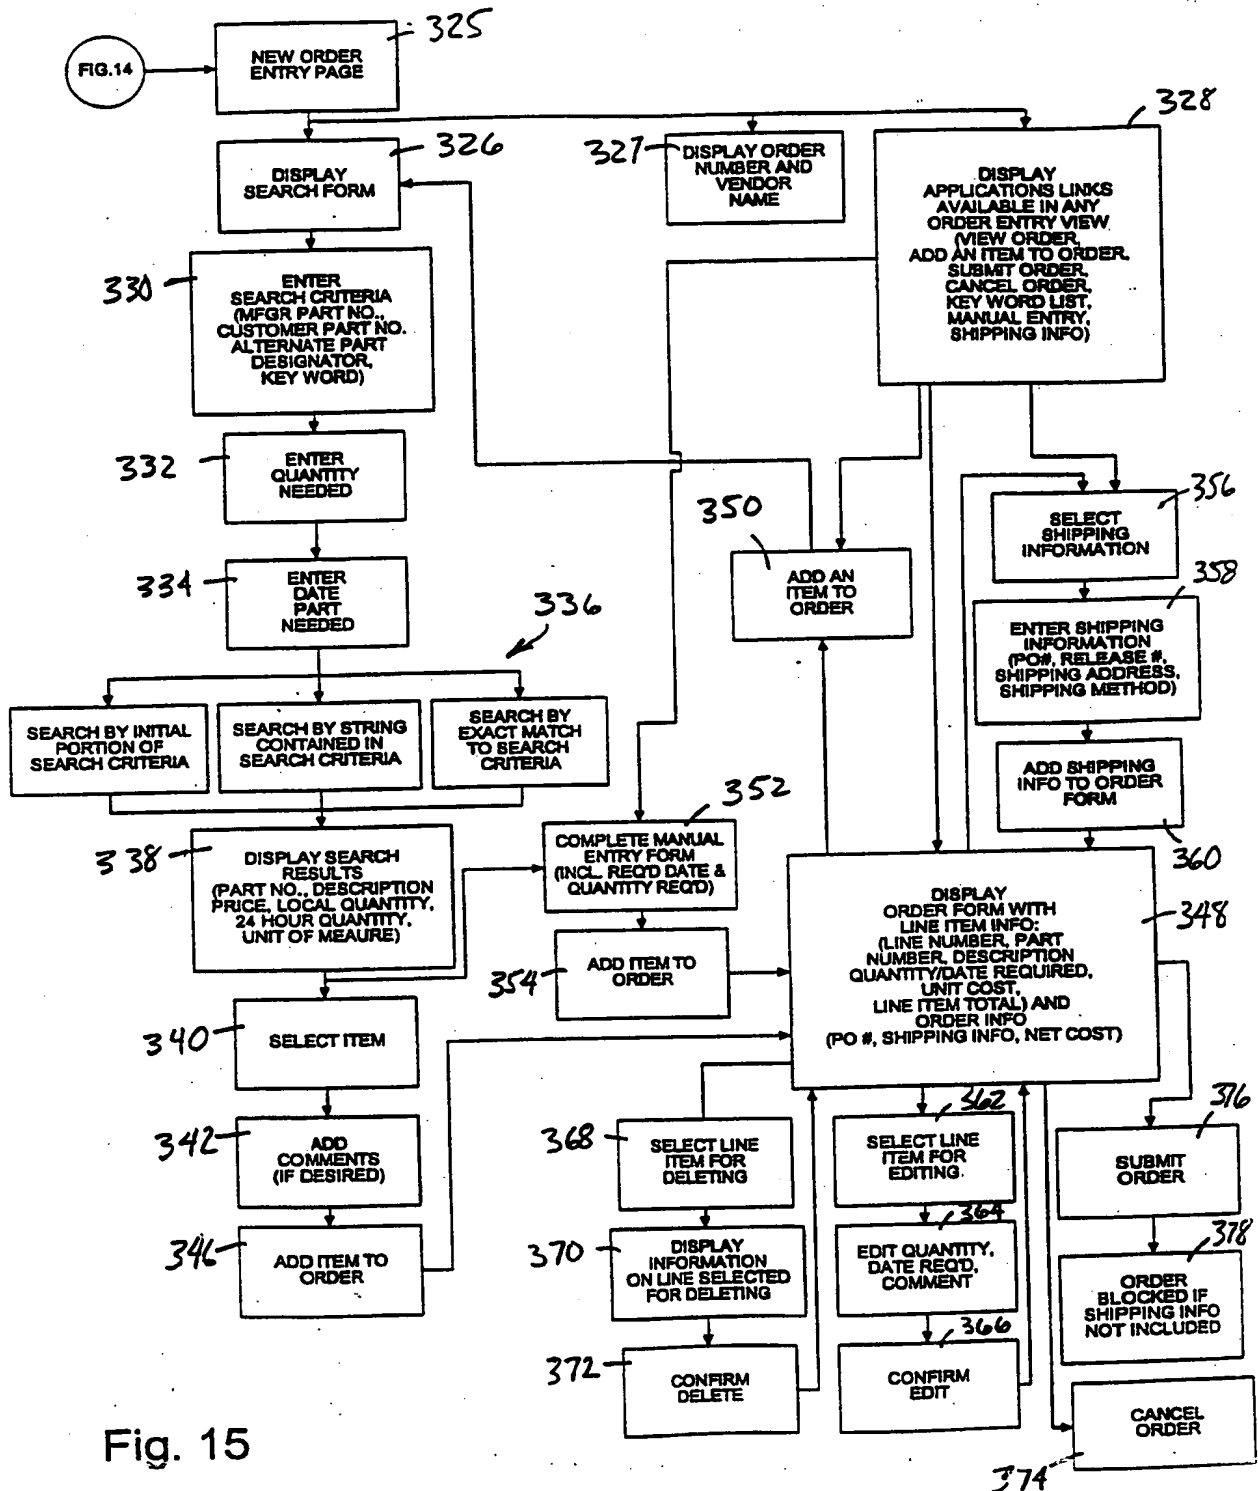 325
NEW ORDER
ENTRY PAGE
FIG.14
326
DISPLAY
SEARCH FORM
327
DISPLAY ORDER
NUMBER AND
VENDOR
NAME
328
DISPLAY
APPLICATIONS LINKS
AVAILABLE IN ANY
ORDER ENTRY VIEW
(VIEW ORDER,
ADD AN ITEM TO ORDER,
SUBMIT ORDER,
CANCEL ORDER,
KEY WORD LIST,
MANUAL ENTRY,
SHIPPING INFO)
330
ENTER
SEARCH CRITERIA
(MFGR PART NO.,
CUSTOMER PART NO.
ALTERNATE PART
DESIGNATOR,
KEY WORD)
332
ENTER
QUANTITY
NEEDED
334
ENTER
DATE
PART
NEEDED
336
SEARCH BY INITIAL
PORTION OF
SEARCH CRITERIA
SEARCH BY STRING
CONTAINED IN
SEARCH CRITERIA
SEARCH BY
EXACT MATCH
TO SEARCH
CRITERIA
338
DISPLAY SEARCH
RESULTS
(PART NO., DESCRIPTION
PRICE, LOCAL QUANTITY,
24 HOUR QUANTITY,
UNIT OF MEAURE)
340
SELECT ITEM
342
ADD
COMMENTS
(IF DESIRED)
346
ADD ITEM TO
ORDER
350
ADD AN
ITEM TO
ORDER
352
COMPLETE MANUAL
ENTRY FORM
(INCL. REQ'D DATE &
QUANTITY REQ'D)
354
ADD ITEM TO
ORDER
356
SELECT
SHIPPING
INFORMATION
358
ENTER SHIPPING
INFORMATION
(PO#, RELEASE #,
SHIPPING ADDRESS,
SHIPPING METHOD)
ADD SHIPPING
INFO TO ORDER
FORM
360
348
DISPLAY
ORDER FORM WITH
LINE ITEM INFO:
(LINE NUMBER, PART
NUMBER, DESCRIPTION
QUANTITY/DATE REQUIRED,
UNIT COST,
LINE ITEM TOTAL) AND
ORDER INFO
(PO #, SHIPPING INFO, NET COST)
368
SELECT LINE
ITEM FOR
DELETING
370
DISPLAY
INFORMATION
ON LINE SELECTED
FOR DELETING
372
CONFIRM
DELETE
362
SELECT LINE
ITEM FOR
EDITING.
364
EDIT QUANTITY,
DATE REQ'D,
COMMENT
366
CONFIRM
EDIT
376
SUBMIT
ORDER
378
ORDER
BLOCKED IF
SHIPPING INFO
NOT INCLUDED
CANCEL
ORDER
374
Fig. 15